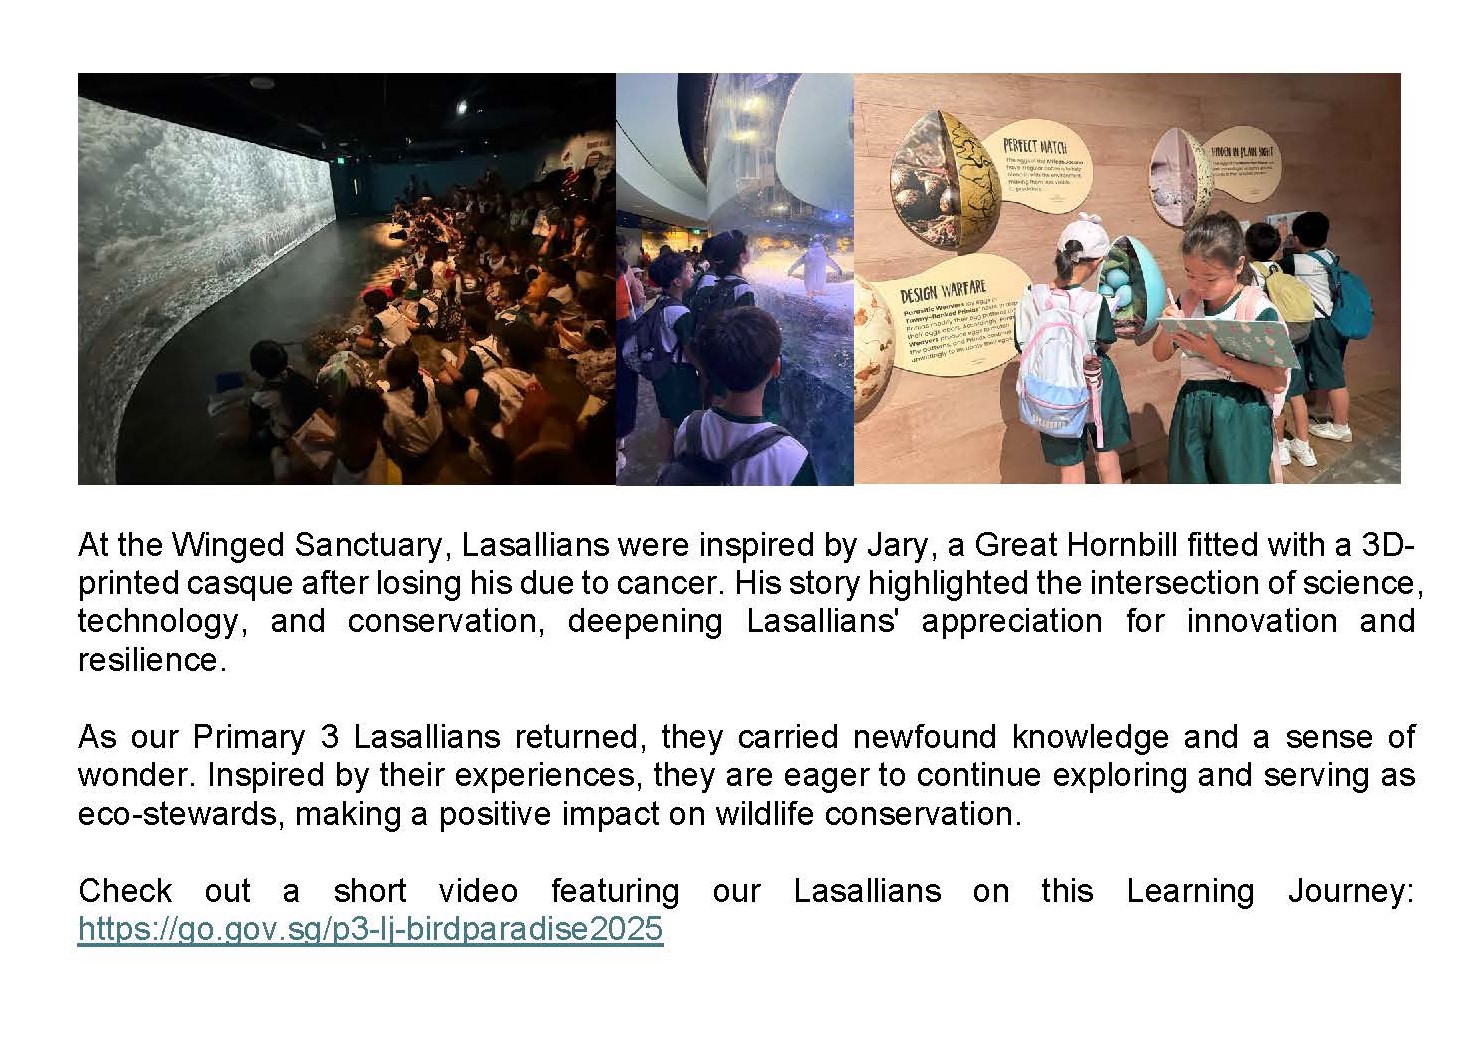 PERFECT MATCH
HIDDEN IN PLAIN SIGHT
DESIGN WARFARE
Parasitic Weavers lay eggs in
At the Winged Sanctuary, Lasallians were inspired by Jary, a Great Hornbill fitted with a 3D-
printed casque after losing his due to cancer. His story highlighted the intersection of science,
technology, and conservation, deepening Lasallians' appreciation for innovation and
resilience.
As our Primary 3 Lasallians returned, they carried newfound knowledge and a sense of
wonder. Inspired by their experiences, they are eager to continue exploring and serving as
eco-stewards, making a positive impact on wildlife conservation.
Check out a short video featuring our Lasallians on this Learning Journey:
https://go.gov.sg/p3-lj-birdparadise2025